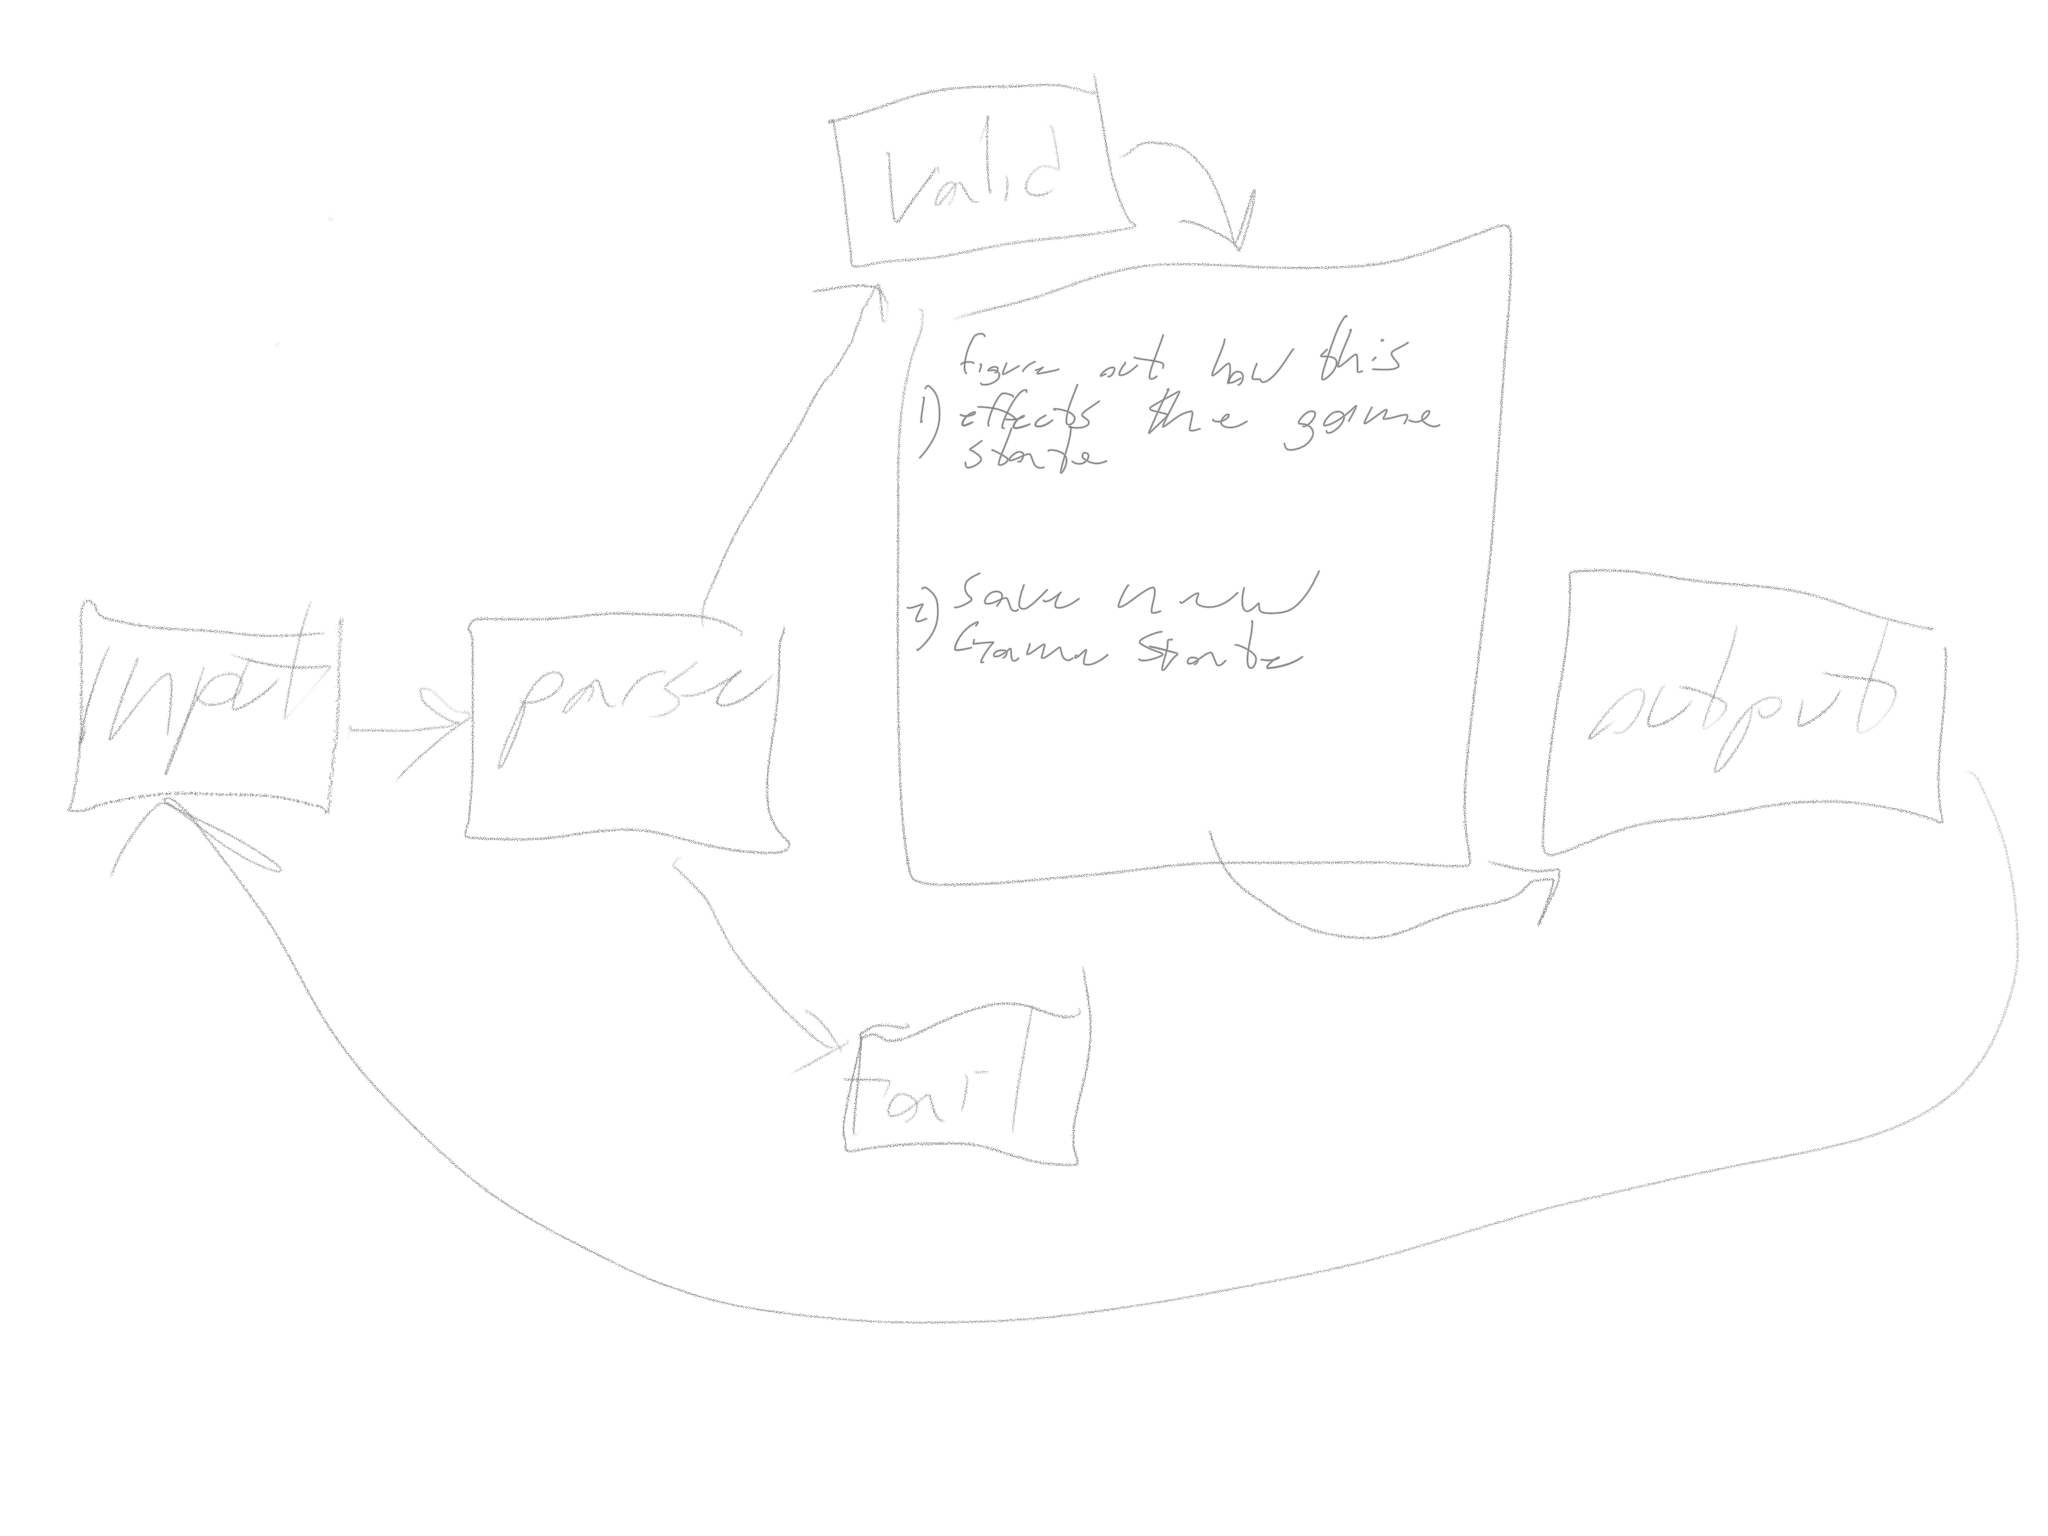 Valid
figure out how this
1) effects the game
state
2) Save new
Game State
Input
parse
output
Fail